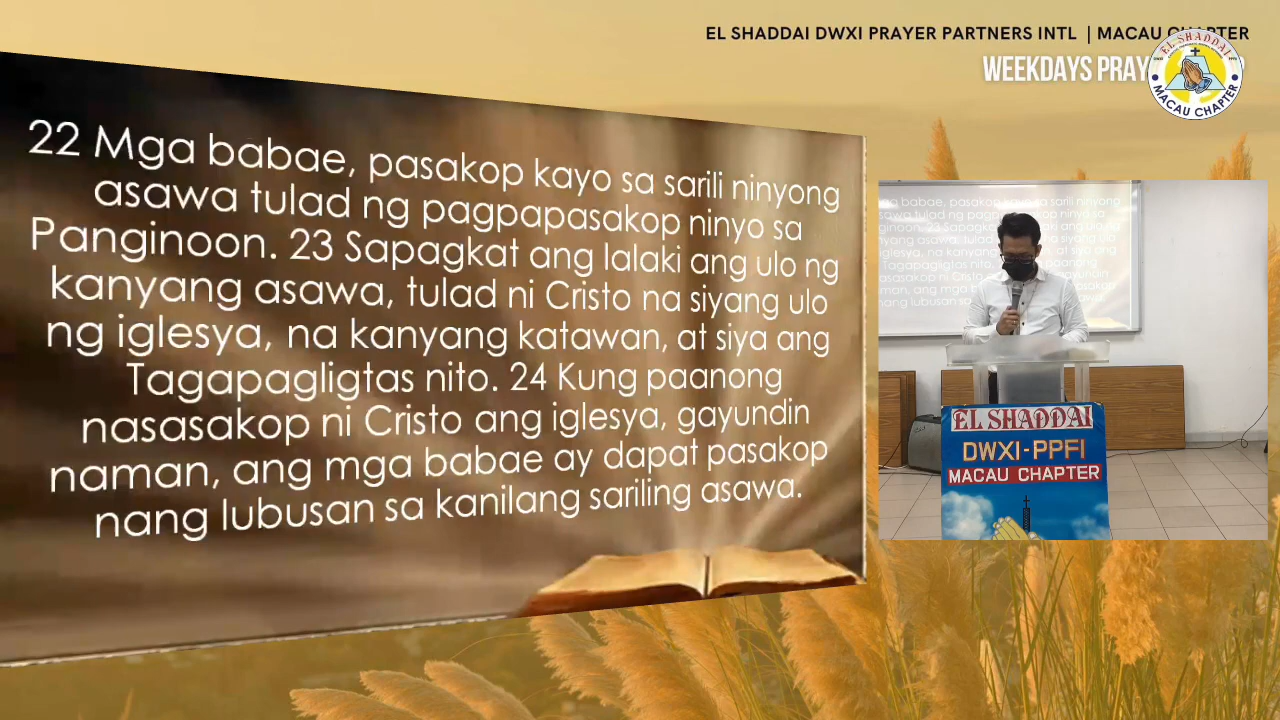 EL SHADDAI DWXI PRAYER PARTNERS INTL | MACAU CHAPTER
WEEKDAYS
EL SHADDAI
MACAU CHAPTER
22 Mga babae, pasakop kayo sa sarili ninyong
asawa tulad ng pagpapasakop ninyo sa
Panginoon. 23 Sapagkat ang lalaki ang ulo ng
kanyang asawa, tulad ni Cristo na siyang ulo
ng iglesya, na kanyang katawan, at siya ang
Tagapagligtas nito. 24 Kung paanong
nasasakop ni Cristo ang iglesya, gayundin
naman, ang mga babae ay dapat pasakop
nang lubusan sa kanilang sariling asawa.
EL SHADDAI
DWXI-PPFI
MACAU CHAPTER